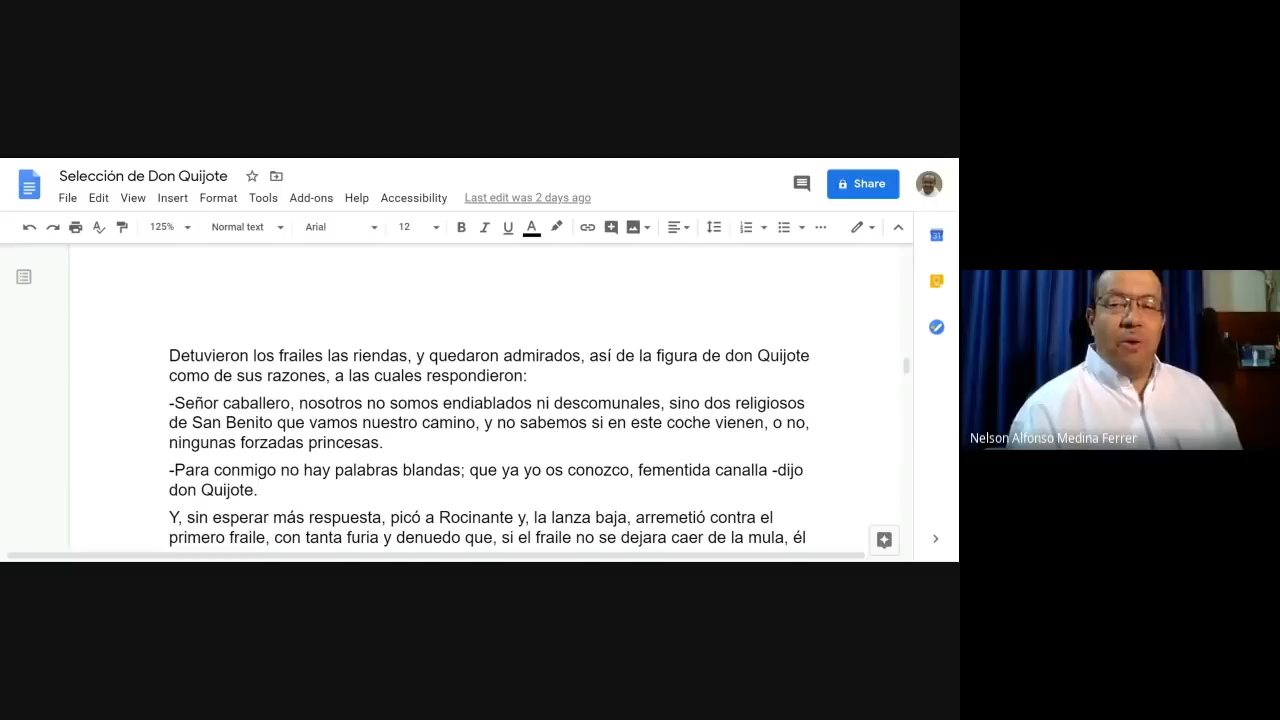 Selección de Don Quijote
File Edit View Insert Format Tools Add-ons Help Accessibility Last edit was 2 days ago
Share
125% Normal text Arial 12 B I U A
31
Detuvieron los frailes las riendas, y quedaron admirados, así de la figura de don Quijote
como de sus razones, a las cuales respondieron:
-Señor caballero, nosotros no somos endiablados ni descomunales, sino dos religiosos
de San Benito que vamos nuestro camino, y no sabemos si en este coche vienen, o no,
ningunas forzadas princesas.
-Para conmigo no hay palabras blandas; que ya yo os conozco, fementida canalla -dijo
don Quijote.
Y, sin esperar más respuesta, picó a Rocinante y, la lanza baja, arremetió contra el
primero fraile, con tanta furia y denuedo que, si el fraile no se dejara caer de la mula, él
Nelson Alfonso Medina Ferrer